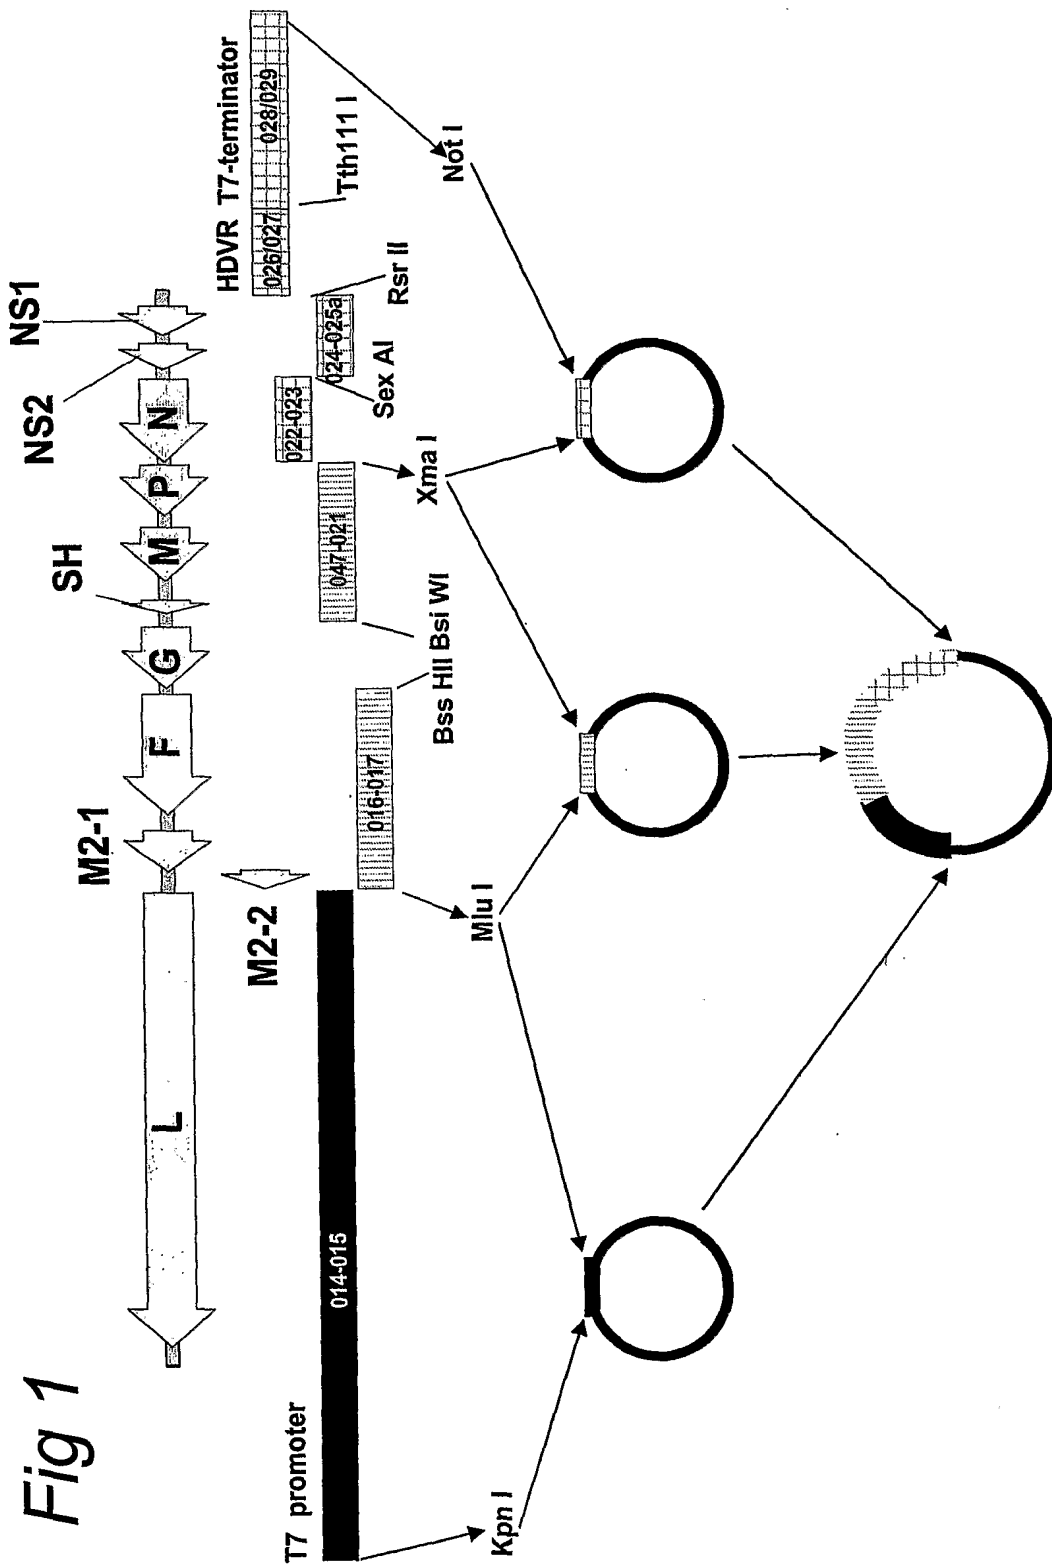 Fig 1
NS1
NS2
SH
M2-1
L
F
G
M
P
N
M2-2
HDVR T7-terminator
026/027
028/029
Tth111 I
T7 promoter
014-015
016-017
047-021
022-023
024-025a
Rsr II
Sex AI
Bss HII
Bsi WI
Kpn I
Mlu I
Xma I
Not I